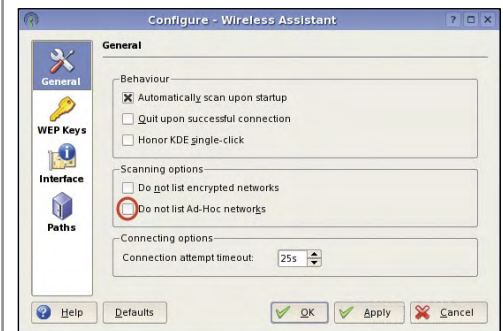 Configure - Wireless Assistant
General
General
WEP Keys
Interface
Paths
Behaviour
Automatically scan upon startup
Quit upon successful connection
Honor KDE single-click
Scanning options
Do not list encrypted networks
Do not list Ad-Hoc networks
Connecting options
Connection attempt timeout: 25s
Help Defaults OK Apply Cancel